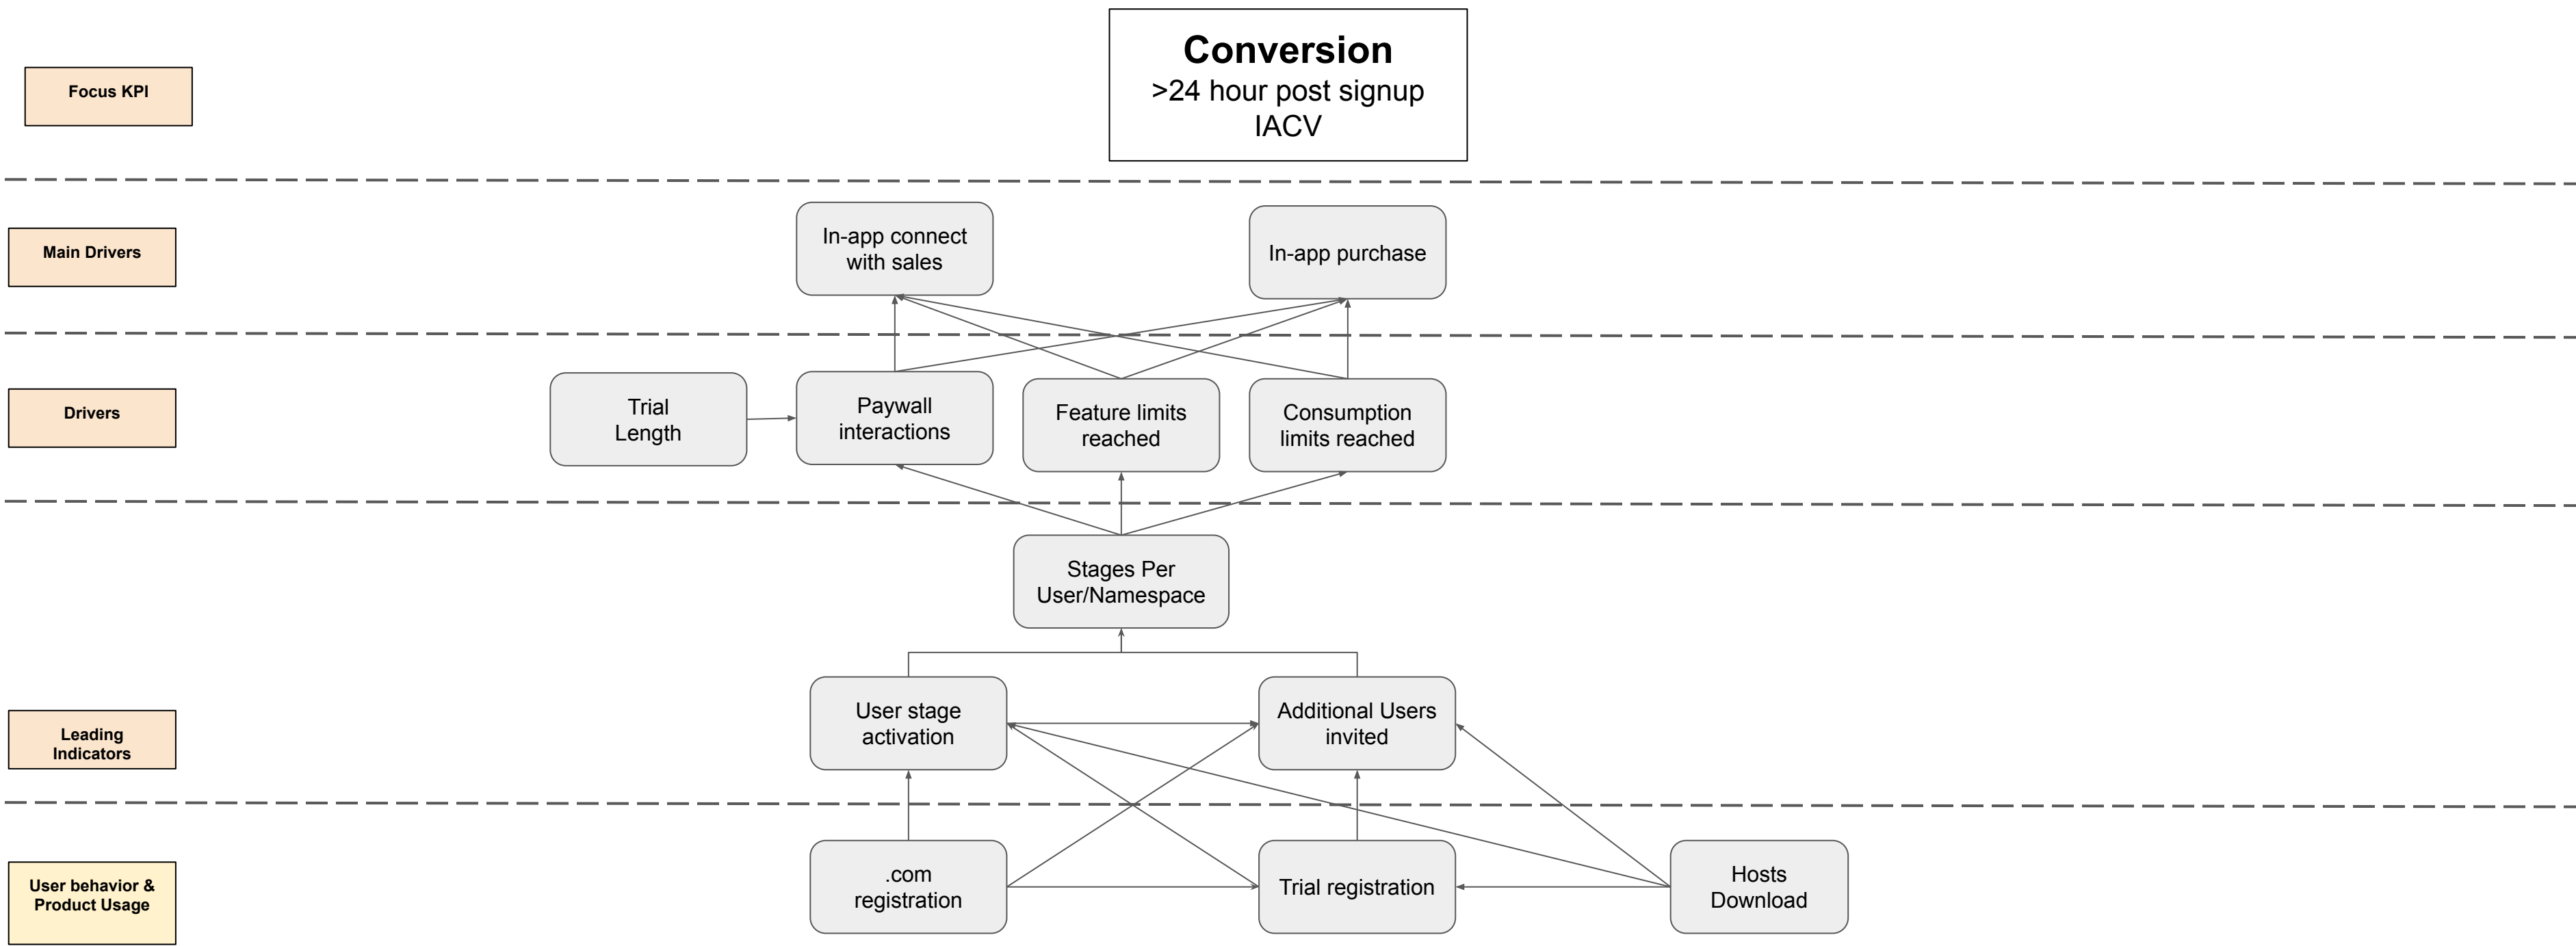 Conversion
>24 hour post signup
IACV
Focus KPI
Main Drivers
In-app connect
with sales
In-app purchase
Drivers
Trial
Length
Paywall
interactions
Feature limits
reached
Consumption
limits reached
Stages Per
User/Namespace
Leading
Indicators
User stage
activation
Additional Users
invited
User behavior &
Product Usage
.com
registration
Trial registration
Hosts
Download